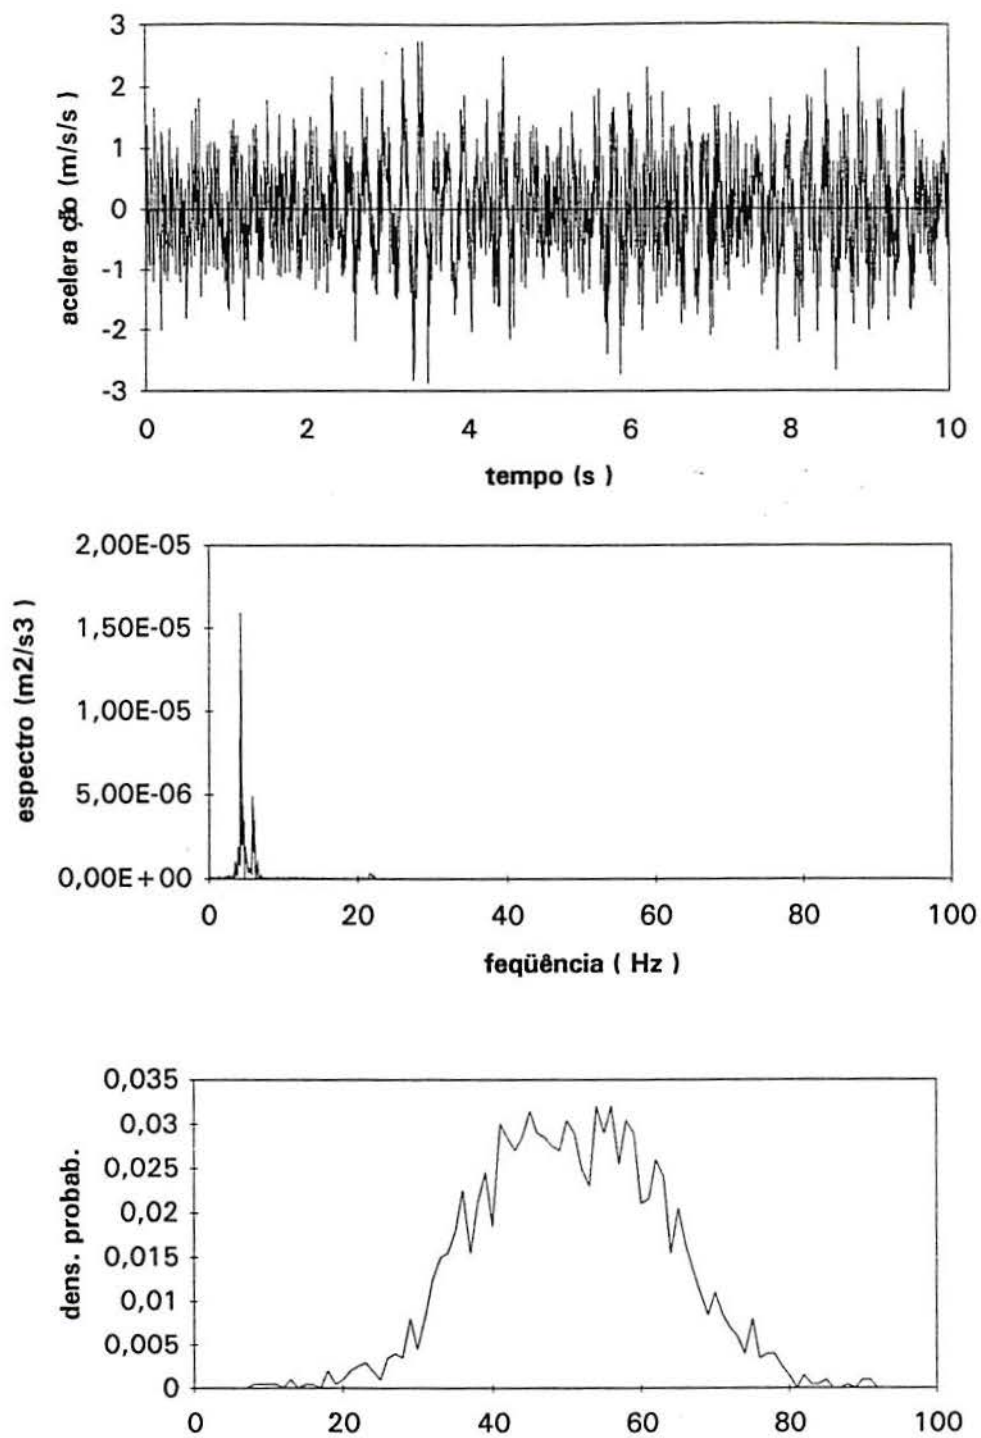 3
2
1
0
-1
-2
-3
acelera ção (m/s/s)
0 2 4 6 8 10
tempo (s )
2,00E-05
1,50E-05
1,00E-05
5,00E-06
0,00E+00
espectro (m2/s3 )
0 20 40 60 80 100
feqüência ( Hz )
0,035
0,03
0,025
0,02
0,015
0,01
0,005
0
dens. probab.
0 20 40 60 80 100